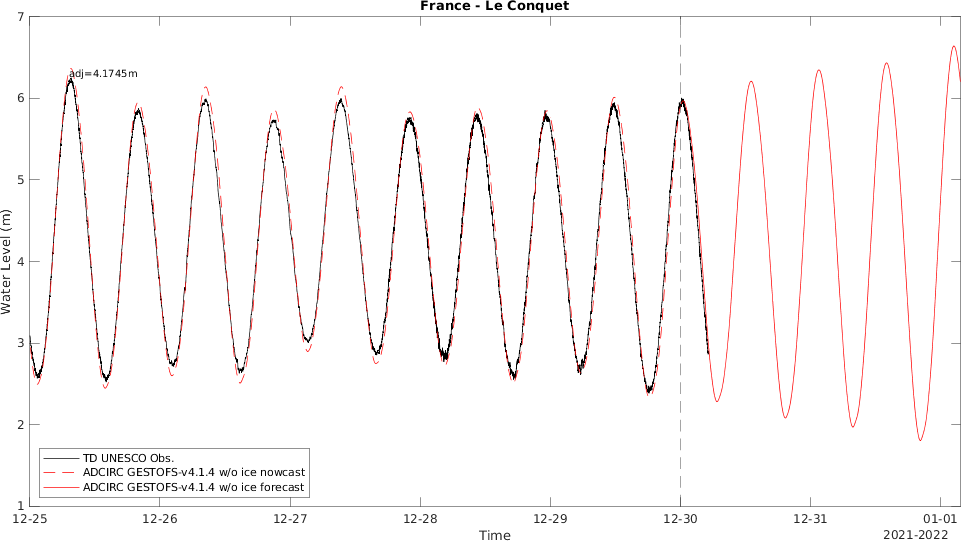 France - Le Conquet
7
adj=4.1745m
6
5
Water Level (m)
4
3
2
1
TD UNESCO Obs.
ADCIRC GESTOFS-v4.1.4 w/o ice nowcast
ADCIRC GESTOFS-v4.1.4 w/o ice forecast
12-25 12-26 12-27 12-28 12-29 12-30 12-31 01-01
Time
2021-2022